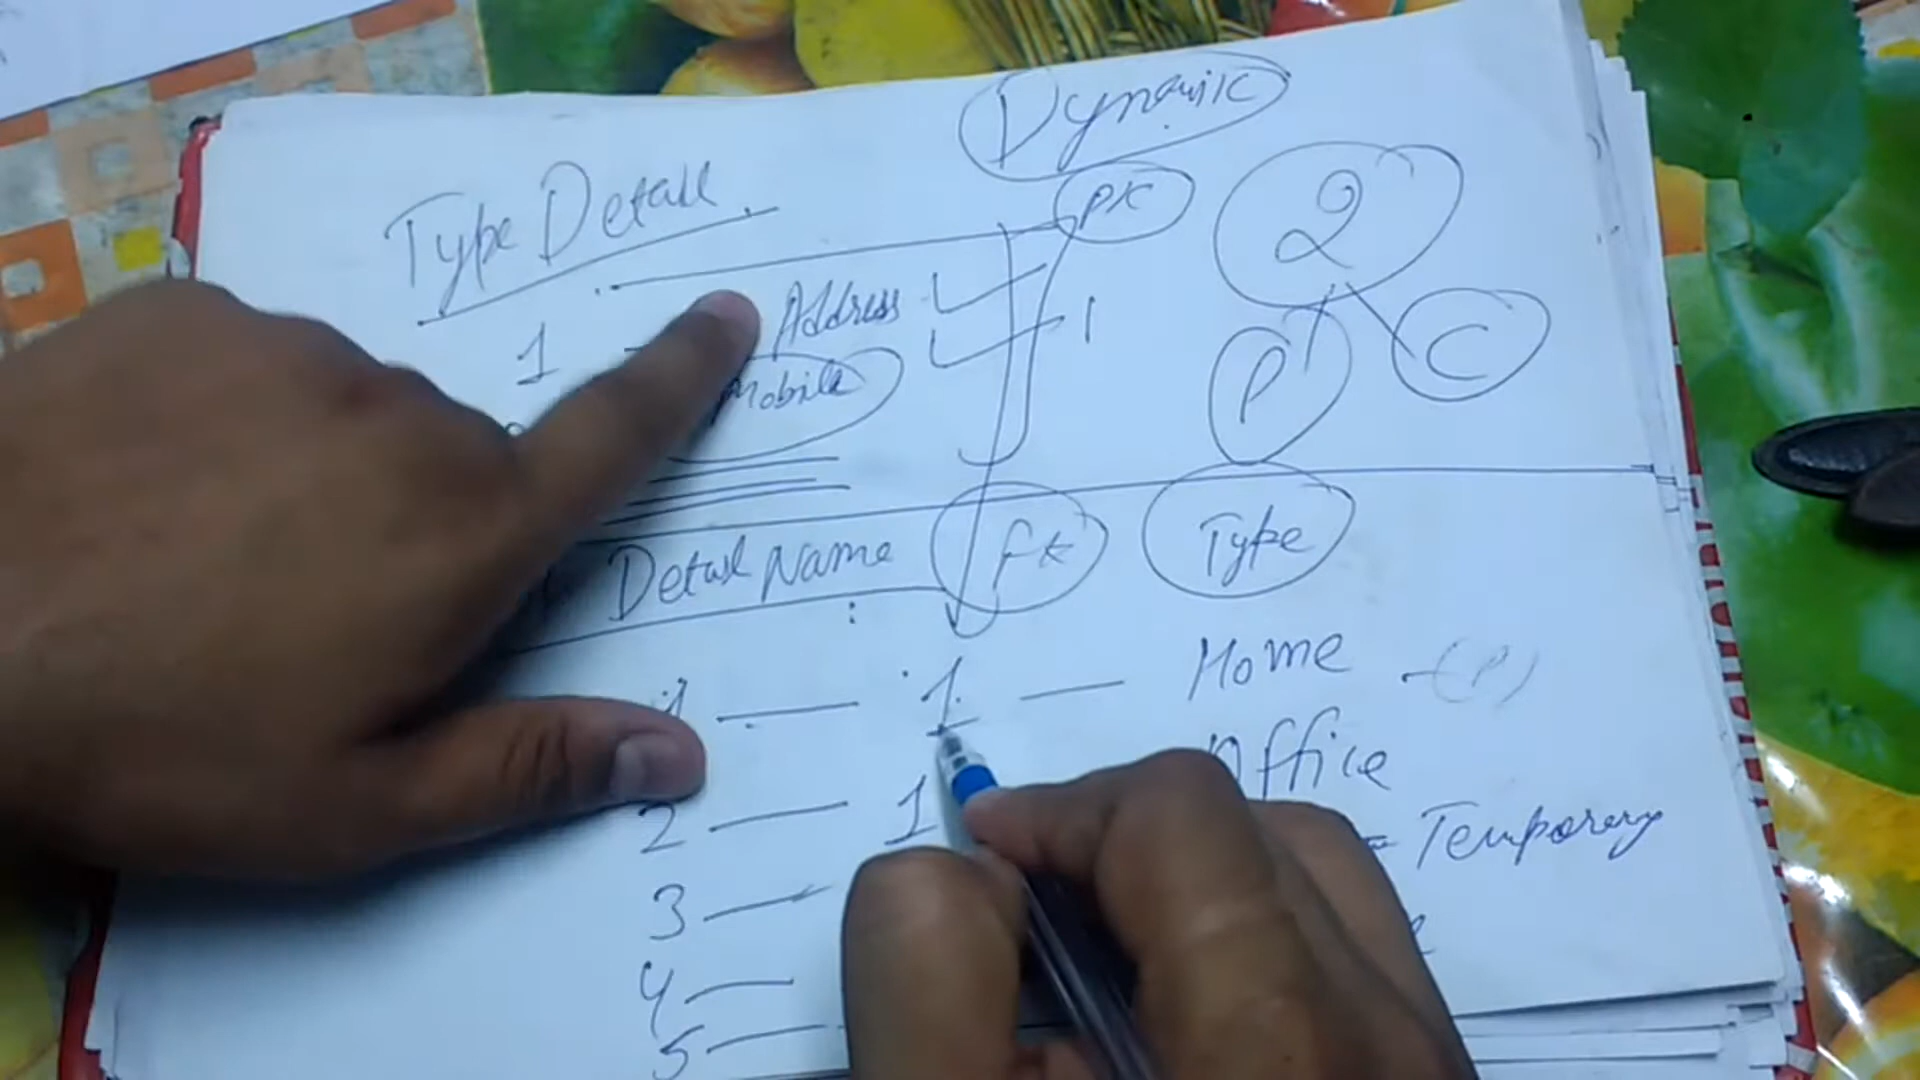 Dynamic
Type Detail
PK
2
1 Address 1
Mobile
P C
Detail Name fk Type
1 — 1 — Home - (P)
2 — 1 Office
= Temporary
3 —
4 —
5 —